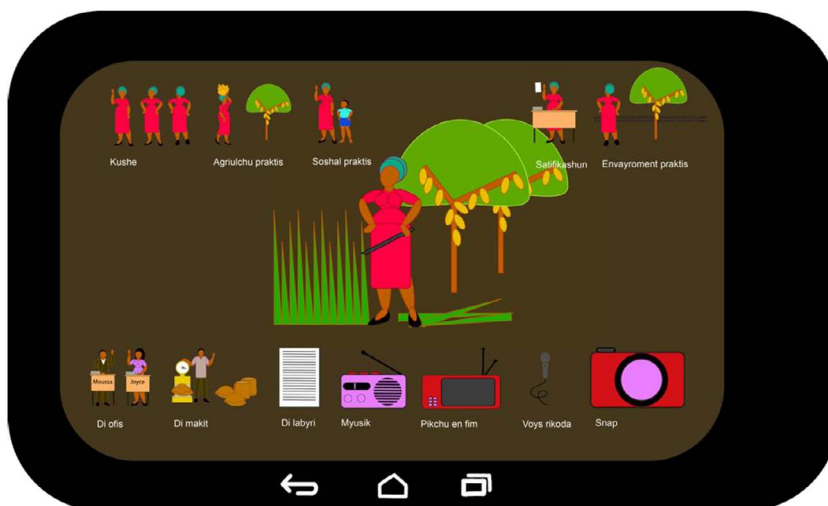 Kushe
Agriulchu praktis
Soshal praktis
Satifikashun
Envayroment praktis
Moussa
Joyce
Di ofis
Di makit
Di labyri
Myusik
Pikchu en fim
Voys rikoda
Snap